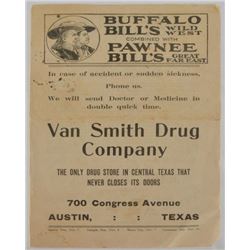 BUFFALO
BILL'S WILD
WEST
COMBINED WITH
PAWNEE
BILL'S GREAT
FAR EAST
In case of accident or sudden sickness,
Phone us.
We will send Doctor or Medicine in
double quick time.
Van Smith Drug
Company
THE ONLY DRUG STORE IN CENTRAL TEXAS THAT
NEVER CLOSES ITS DOORS
700 Congress Avenue
AUSTIN, : : TEXAS